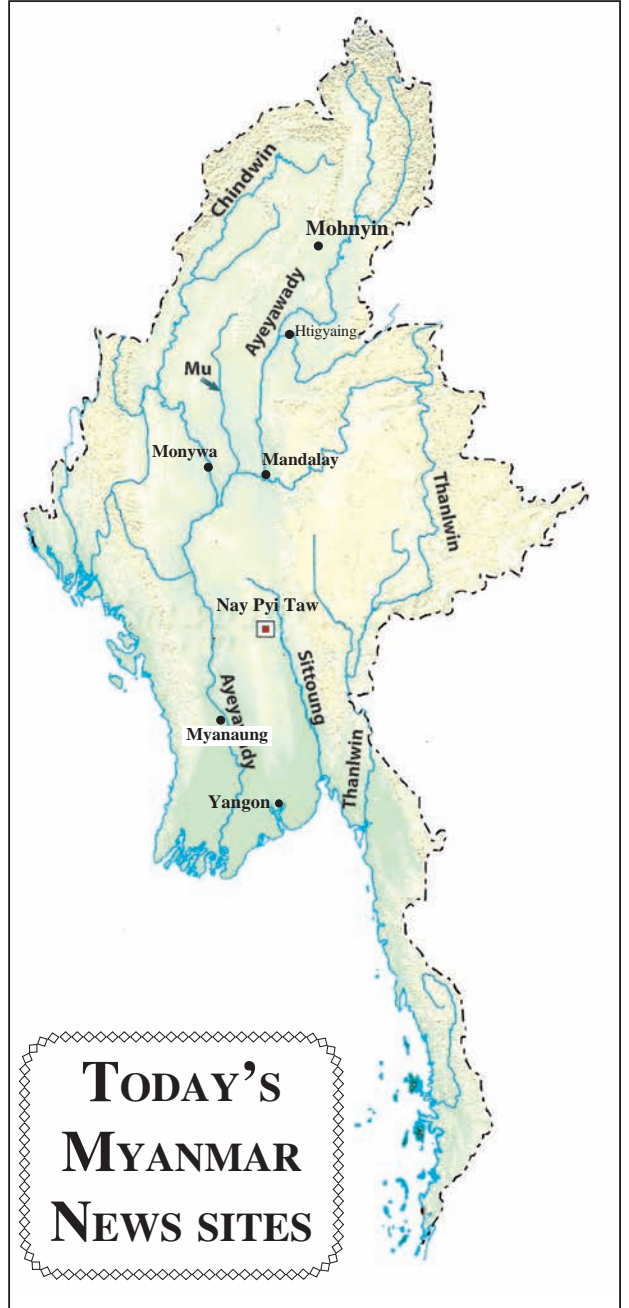 Chindwin
Mohnyin
Ayeyawady
Htigyaing
Mu
Monywa
Mandalay
Thanlwin
Nay Pyi Taw
Sittoung
Ayeyawady
Myanaung
Thanlwin
Yangon
TODAY'S
MYANMAR
NEWS SITES